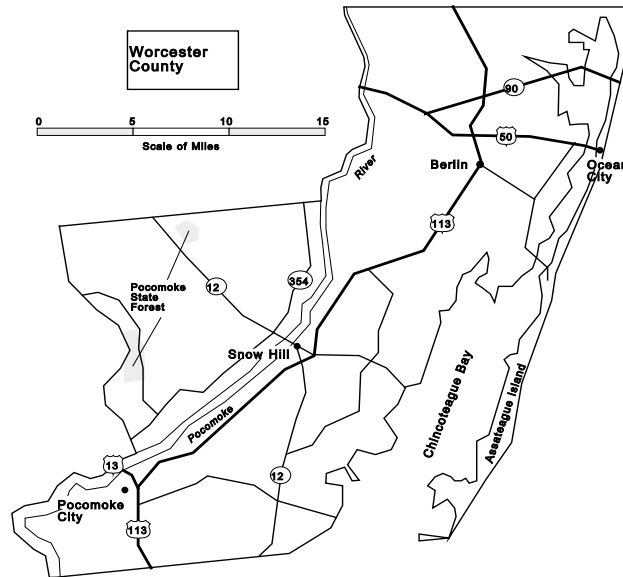 Worcester
County
0 5 10 15
Scale of Miles
90
50
River
Berlin
Ocean
City
113
354
12
Pocomoke
State
Forest
Snow Hill
Chincoteague Bay
Assateague Island
Pocomoke
13
12
Pocomoke
City
113